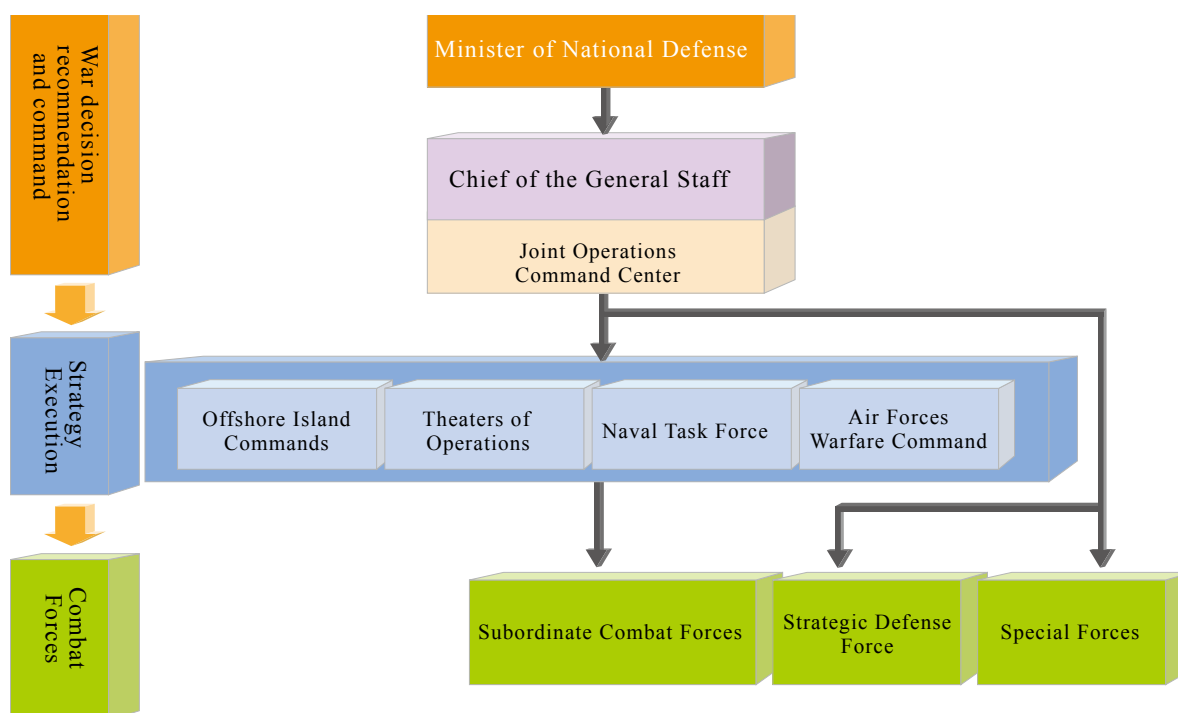 War decision
recommendation
and command
Minister of National Defense
Chief of the General Staff
Joint Operations
Command Center
Strategy
Execution
Offshore Island
Commands
Theaters of
Operations
Naval Task Force
Air Forces
Warfare Command
Combat
Forces
Subordinate Combat Forces
Strategic Defense
Force
Special Forces